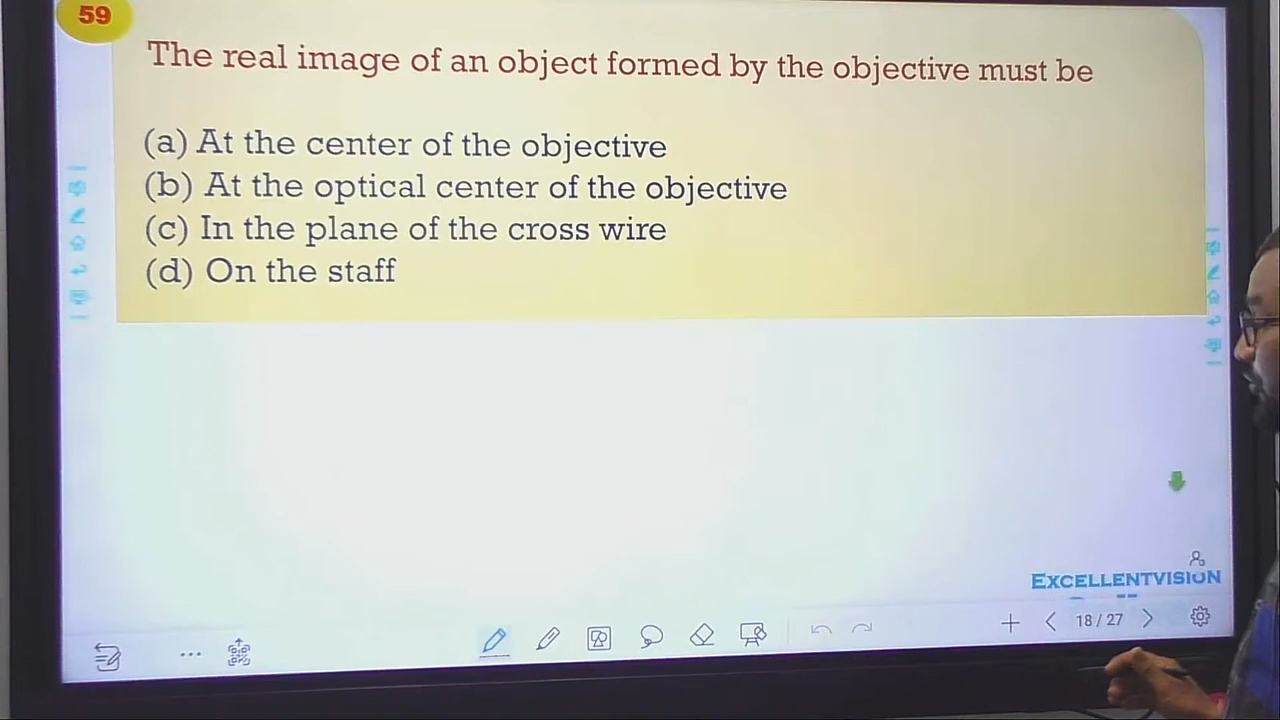 59
The real image of an object formed by the objective must be
(a) At the center of the objective
(b) At the optical center of the objective
(c) In the plane of the cross wire
(d) On the staff
EXCELLENTVISION
18/27